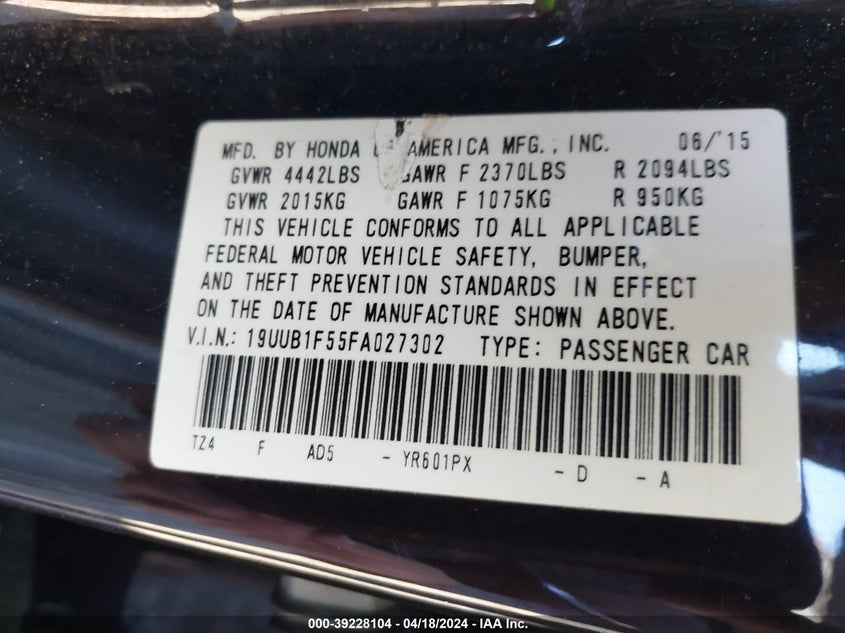 MFD. BY HONDA AMERICA MFG., INC. 06/'15
GVWR 4442LBS GAWR F 2370LBS R 2094LBS
GVWR 2015KG GAWR F 1075KG R 950KG
THIS VEHICLE CONFORMS TO ALL APPLICABLE
FEDERAL MOTOR VEHICLE SAFETY, BUMPER,
AND THEFT PREVENTION STANDARDS IN EFFECT
ON THE DATE OF MANUFACTURE SHOWN ABOVE.
V.I.N.: 19UUB1F55FA027302 TYPE: PASSENGER CAR
TZ4 F AD5 - YR601PX - D - A
000-39228104 - 04/18/2024 - IAA Inc.